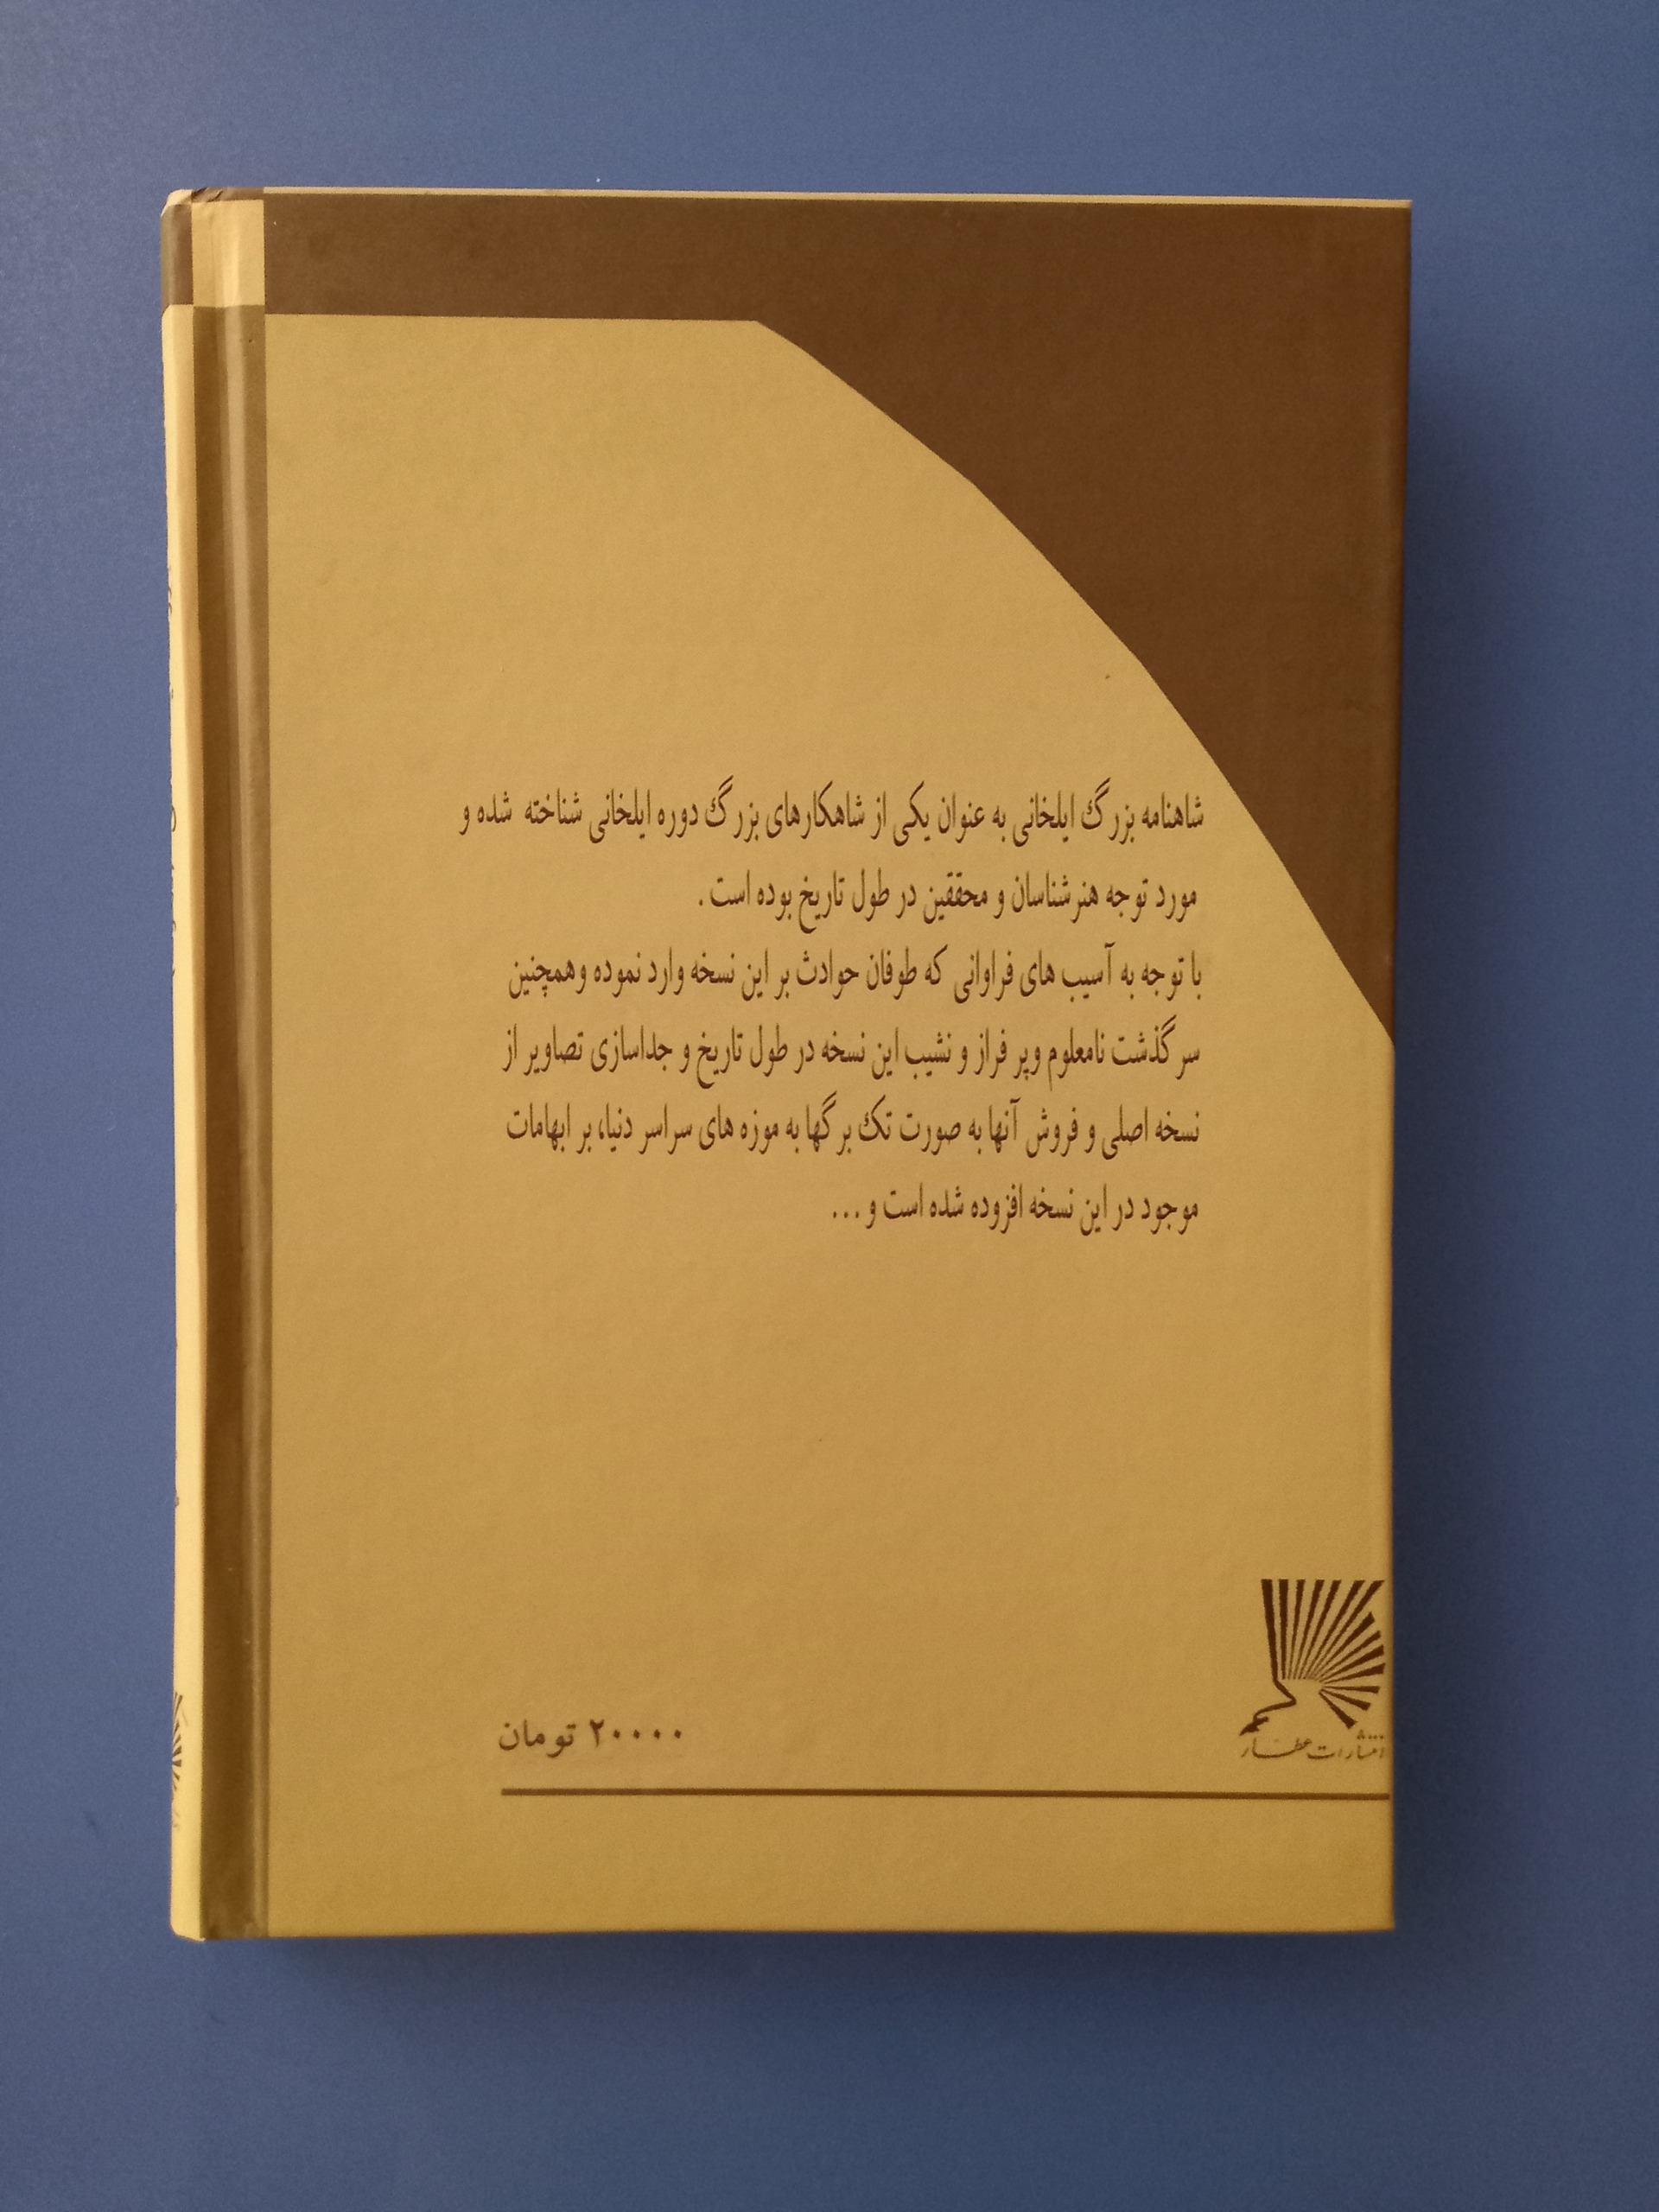 شاهنامه بزرگ ایلخانی به عنوان یکی از شاهکارهای بزرگ دوره ایلخانی شناخته شده و
مورد توجه هنرشناسان و محققین در طول تاریخ بوده است.
با توجه به آسیب های فراوانی که طوفان حوادث بر این نسخه وارد نموده وهمچنین
سرگذشت نامعلوم وپر فراز و نشیب این نسخه در طول تاریخ و جداسازی تصاویر از
نسخه اصلی و فروش آنها به صورت تک برگها به موزه های سراسر دنیا، بر ابهامات
موجود در این نسخه افزوده شده است و...
انتشارات عطار
۲۰۰۰۰ تومان